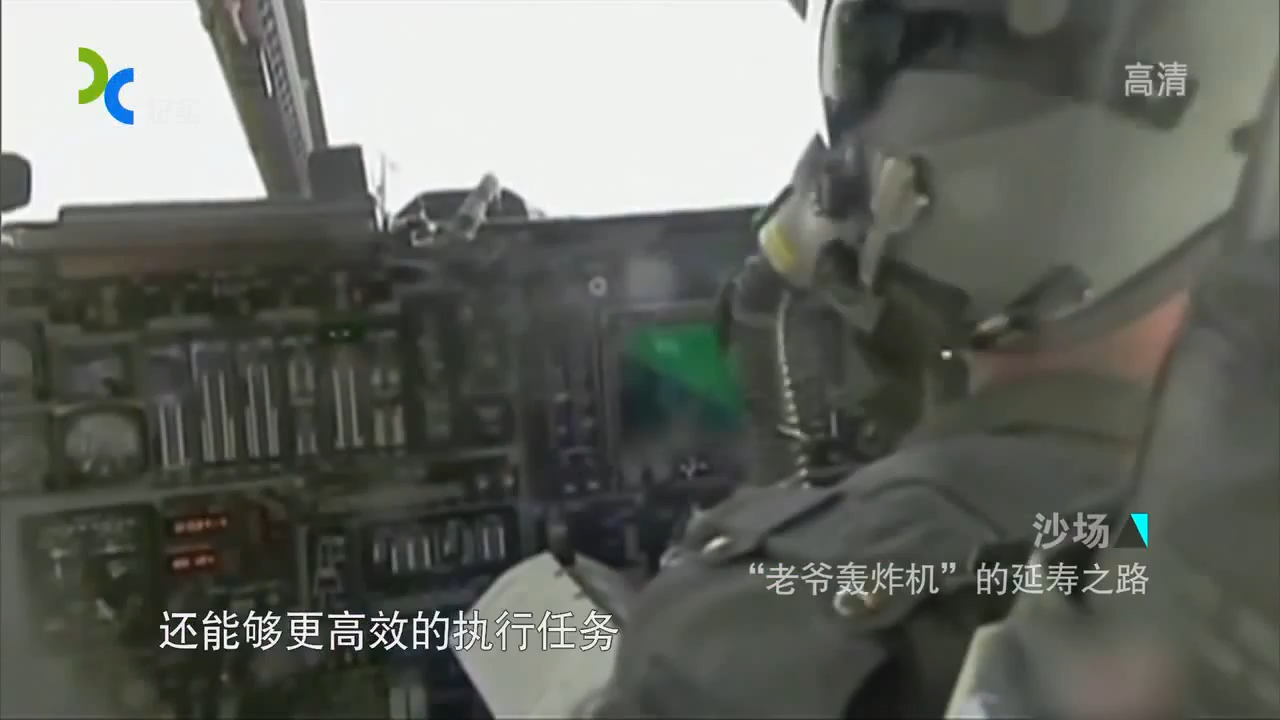 高清
沙场
“老爷轰炸机”的延寿之路
还能够更高效的执行任务